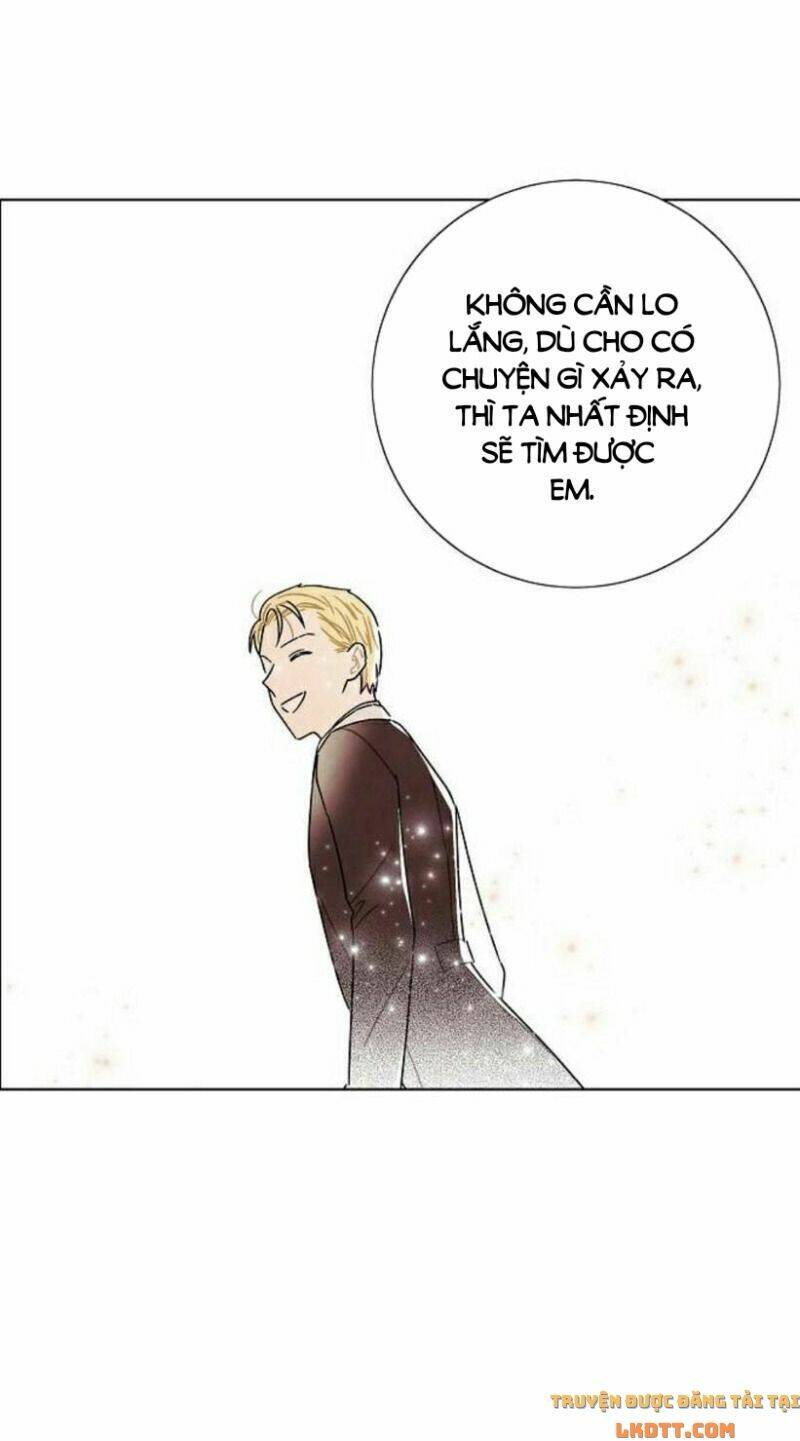 KHÔNG CẦN LO
LẮNG, DÙ CHO CÓ
CHUYỆN GÌ XẢY RA,
THÌ TA NHẤT ĐỊNH
SẼ TÌM ĐƯỢC
EM.
TRUYỆN ĐƯỢC ĐĂNG TẢI TẠI
LKDTT.COM